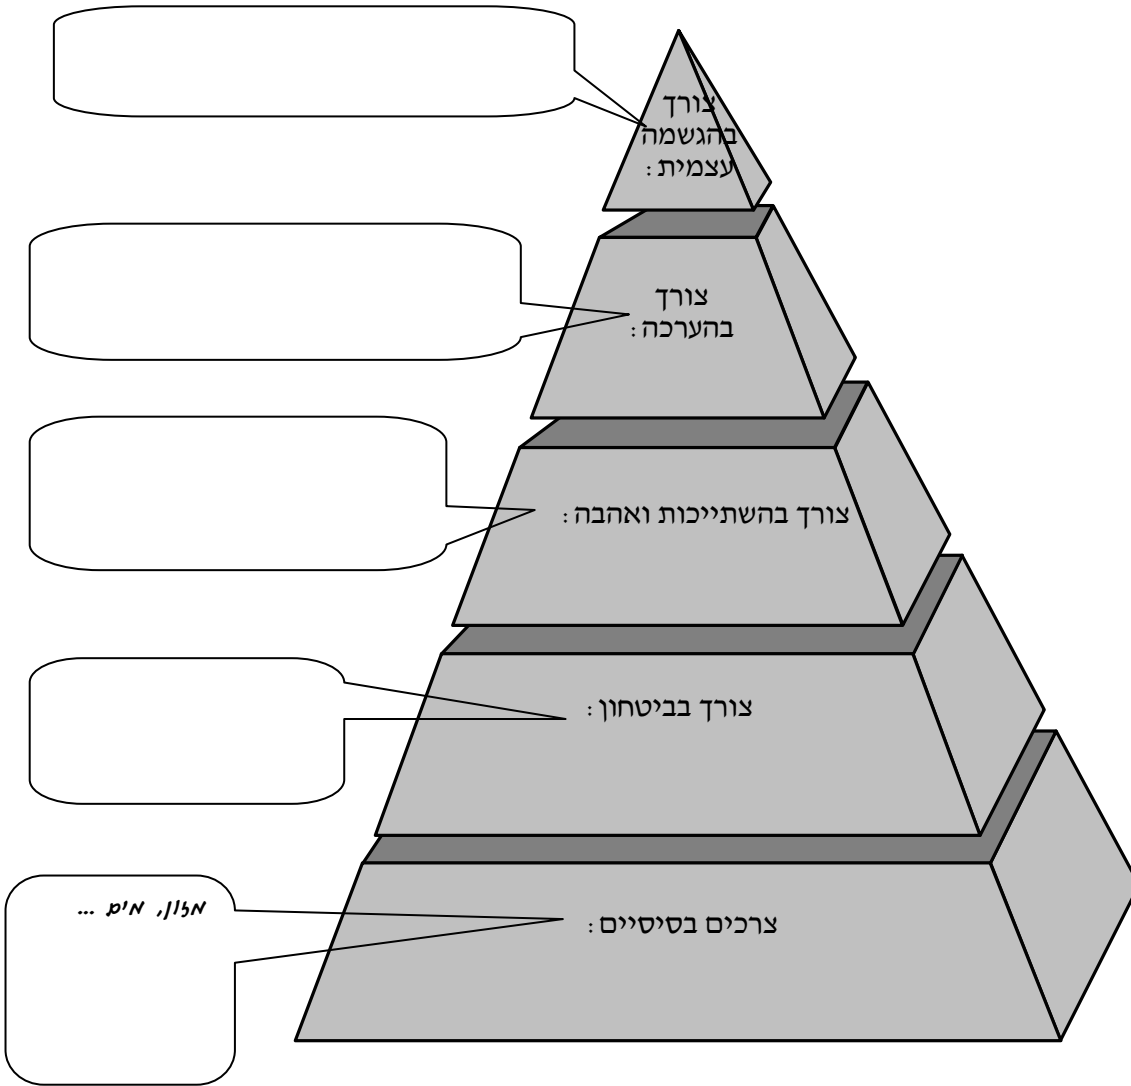 צורך
בהגשמה
עצמית:
צורך
בהערכה:
צורך בהשתייכות ואהבה:
צורך בביטחון:
צרכים בסיסיים:
מזון, מים ...